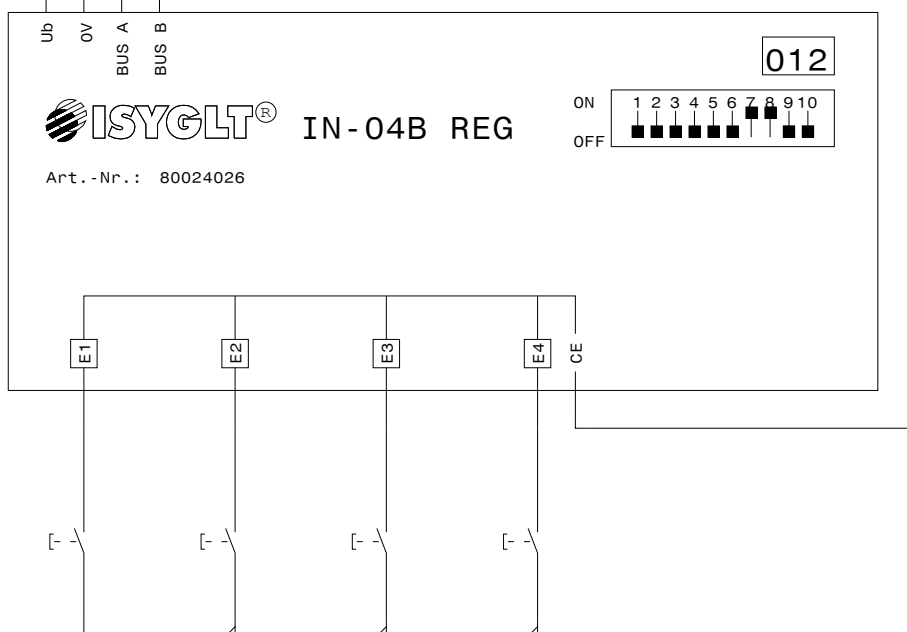 Ub
0V
BUS A
BUS B
012
ISYGLT®
IN-04B REG
ON
1 2 3 4 5 6 7 8 9 10
OFF
Art.-Nr.: 80024026
E1
E2
E3
E4
CE